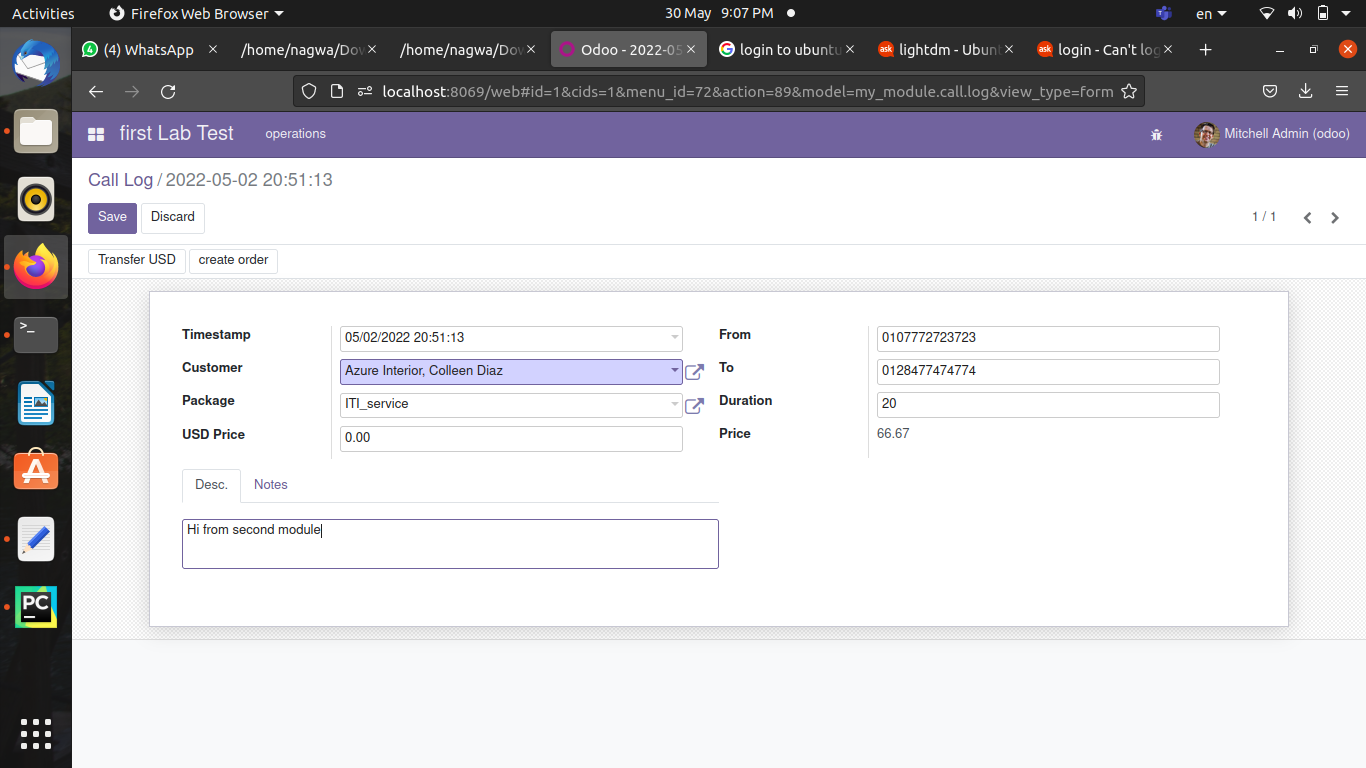 Activities Firefox Web Browser 30 May 9:07 PM en
(4) WhatsApp /home/nagwa/Dow /home/nagwa/Dow Odoo - 2022-05 login to ubuntu lightdm - Ubun login - Can't log
localhost:8069/web#id=1&cids=1&menu_id=72&action=89&model=my_module.call.log&view_type=form
first Lab Test operations Mitchell Admin (odoo)
Call Log / 2022-05-02 20:51:13
Save Discard 1 / 1
Transfer USD create order
Timestamp 05/02/2022 20:51:13 From 0107772723723
Customer Azure Interior, Colleen Diaz To 0128477474774
Package ITI_service Duration 20
USD Price 0.00 Price 66.67
Desc. Notes
Hi from second module
>_
PC